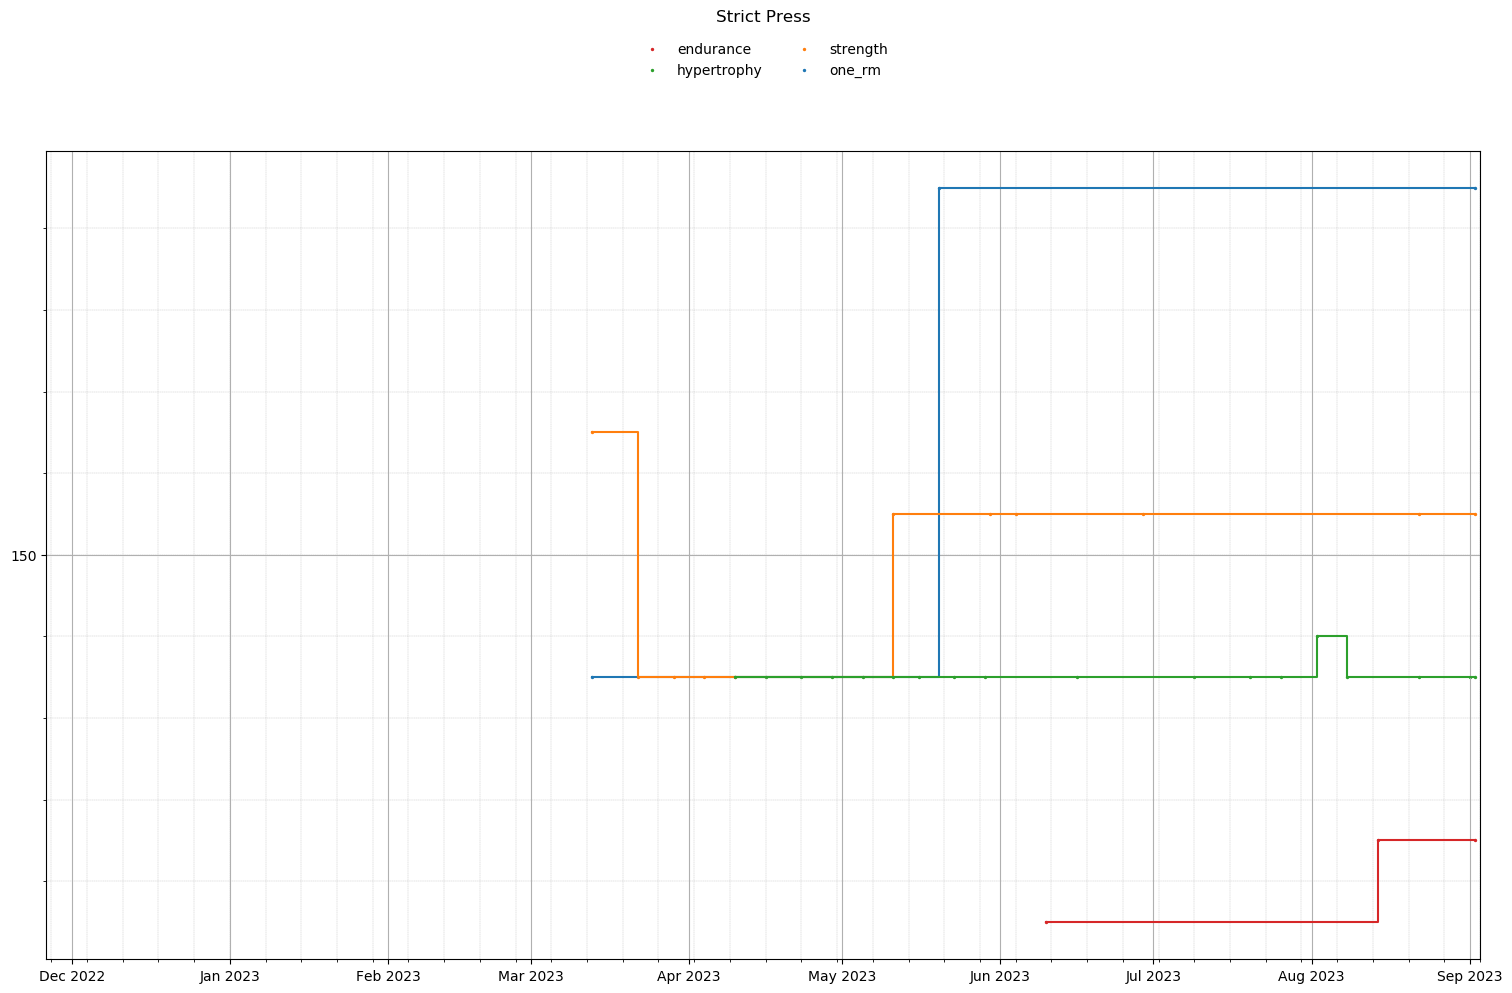 Strict Press
endurance
hypertrophy
strength
one_rm
150
Dec 2022
Jan 2023
Feb 2023
Mar 2023
Apr 2023
May 2023
Jun 2023
Jul 2023
Aug 2023
Sep 2023